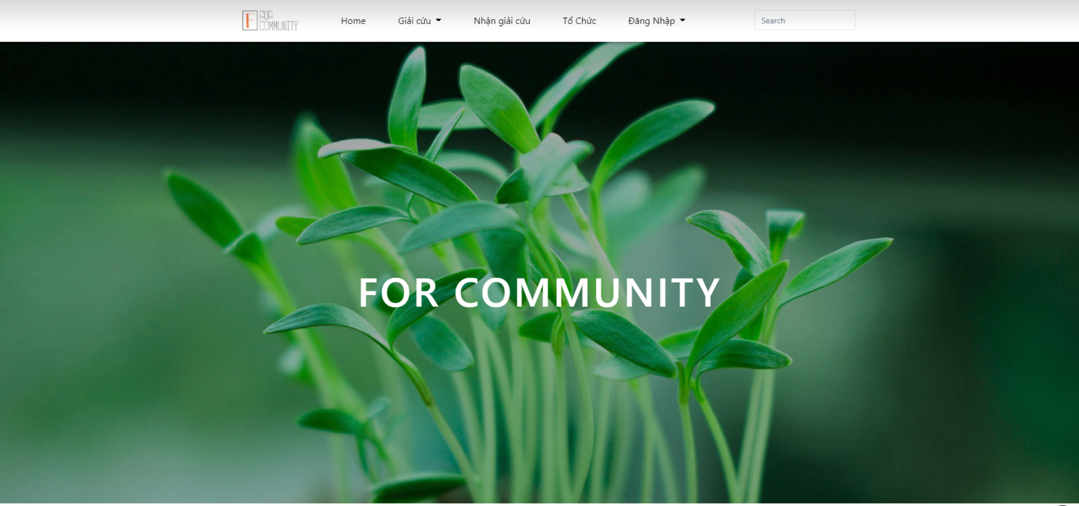 FOR
COMMUNITY
Home
Giải cứu
Nhận giải cứu
Tổ Chức
Đăng Nhập
Search
FOR COMMUNITY